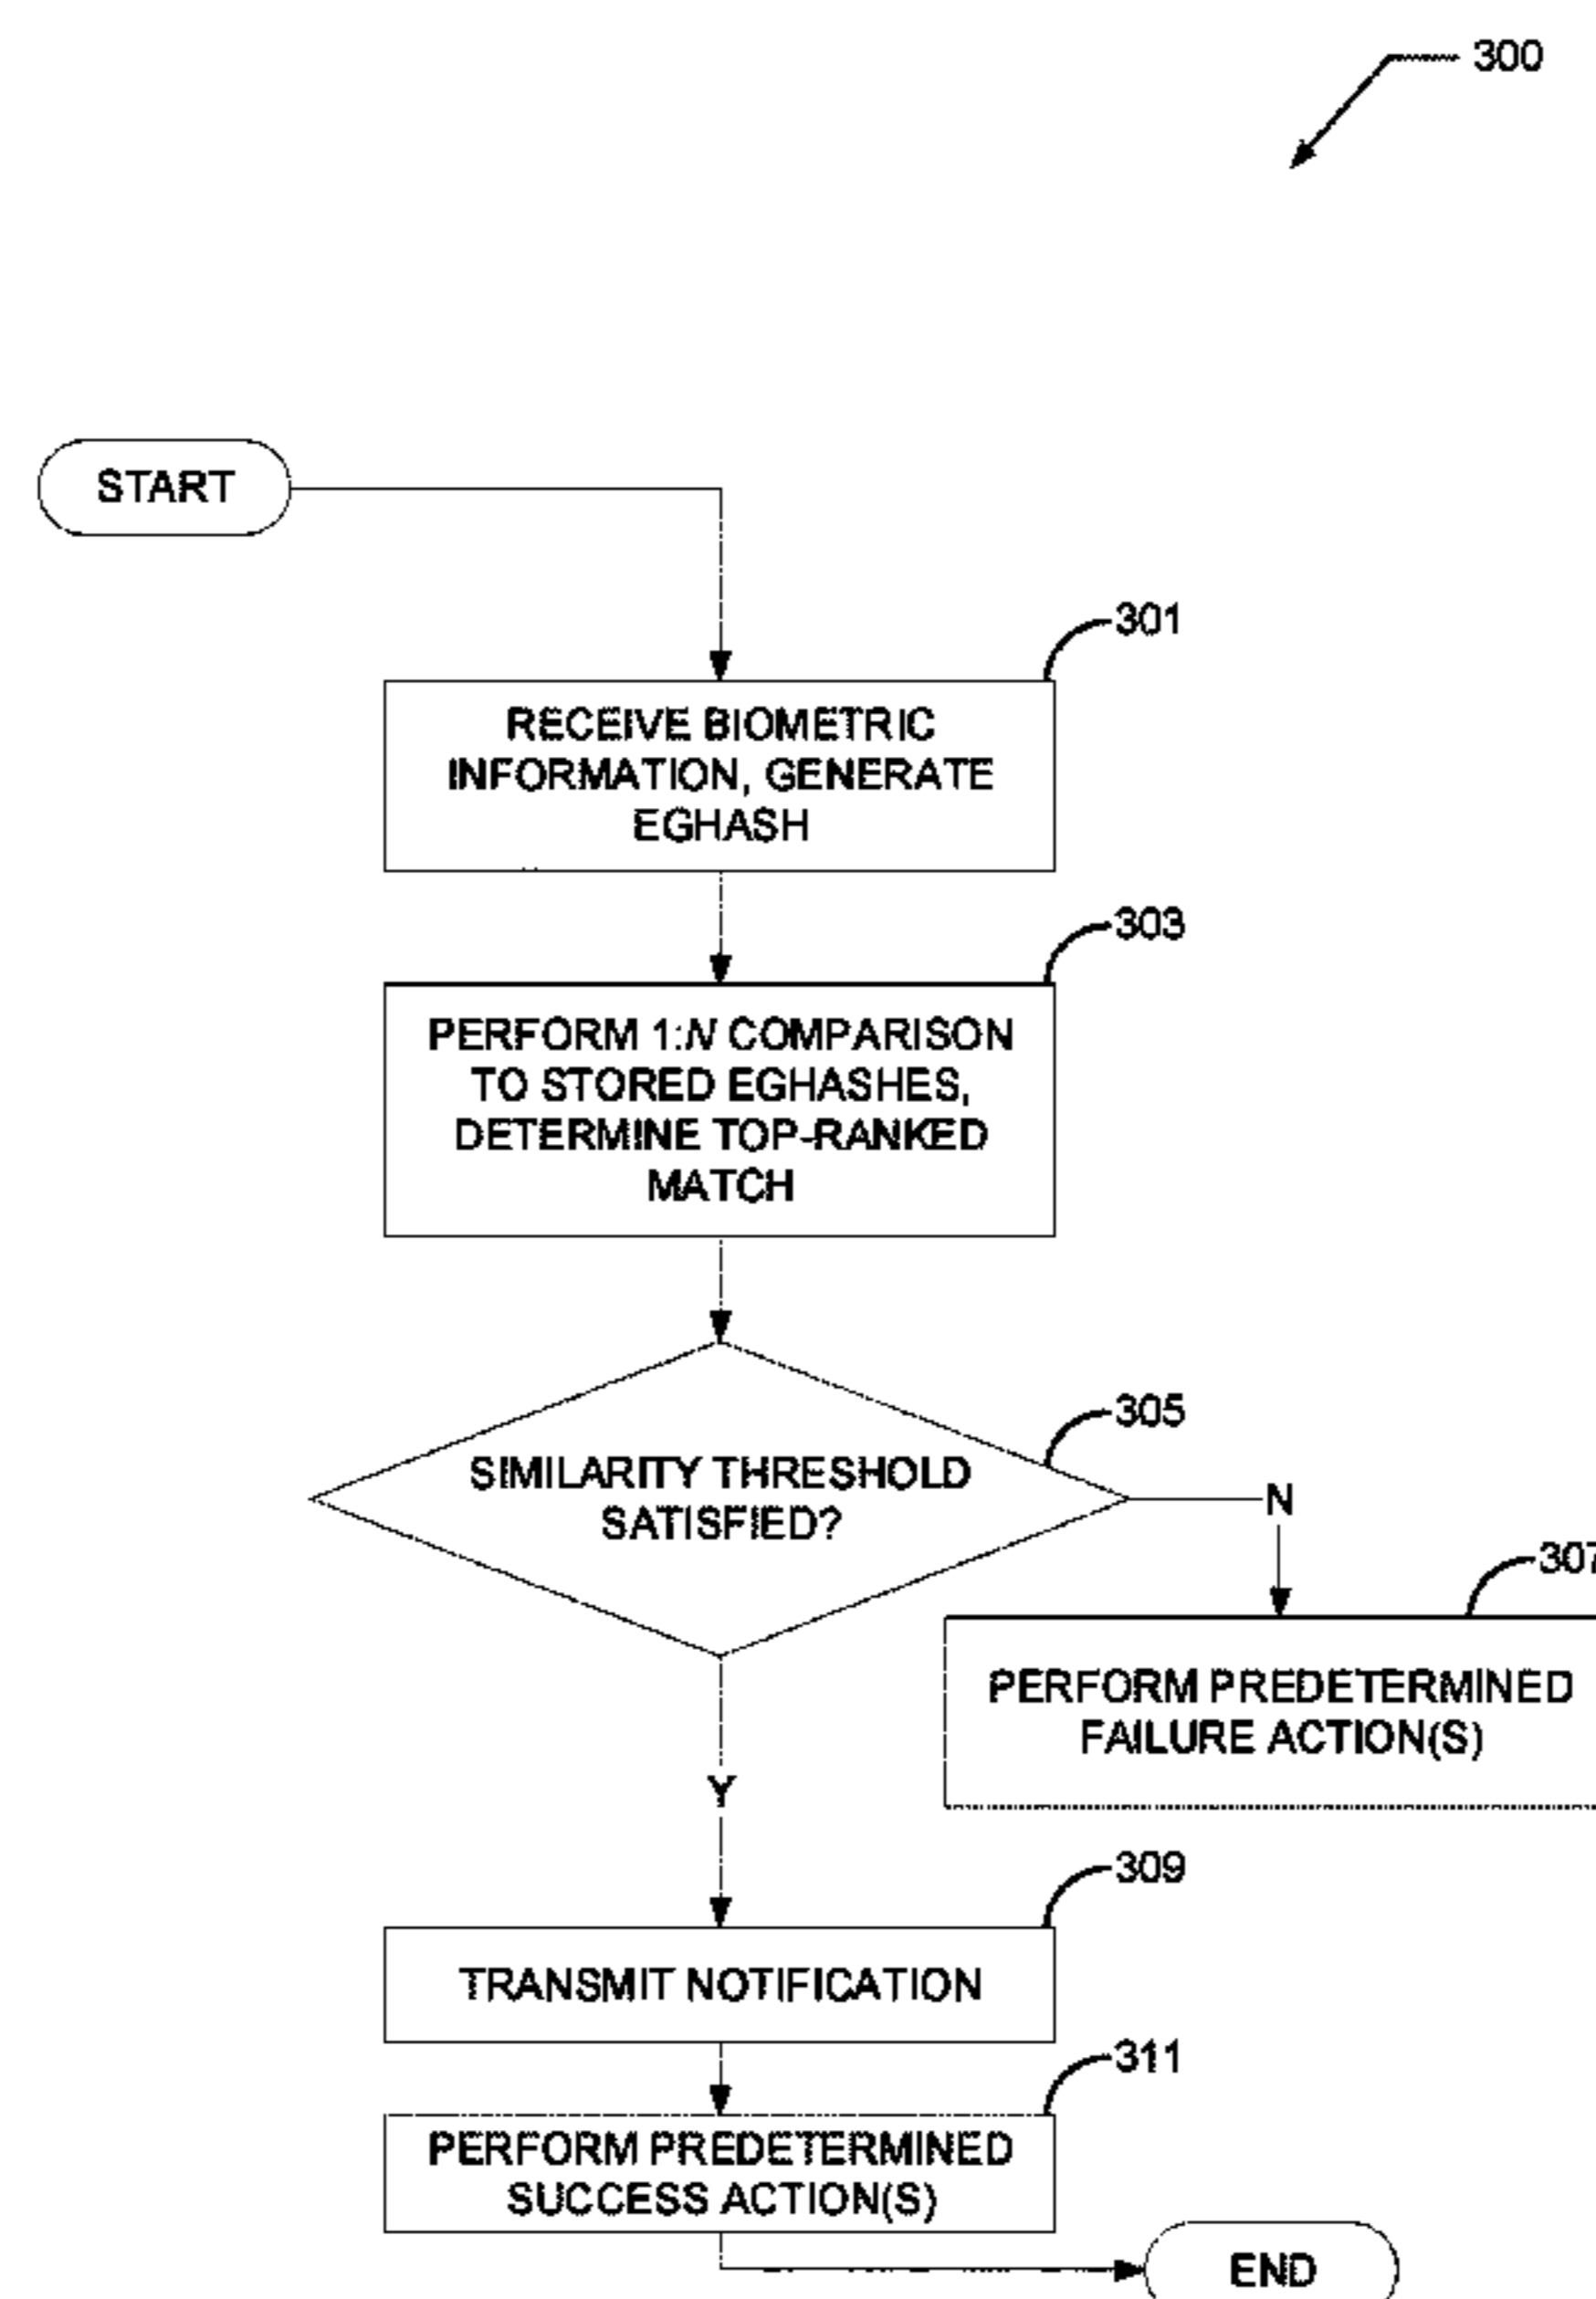 300
START
301
RECEIVE BIOMETRIC
INFORMATION, GENERATE
EGHASH
303
PERFORM 1:N COMPARISON
TO STORED EGHASHES,
DETERMINE TOP-RANKED
MATCH
305
SIMILARITY THRESHOLD
SATISFIED?
N
307
PERFORM PREDETERMINED
FAILURE ACTION(S)
Y
309
TRANSMIT NOTIFICATION
311
PERFORM PREDETERMINED
SUCCESS ACTION(S)
END